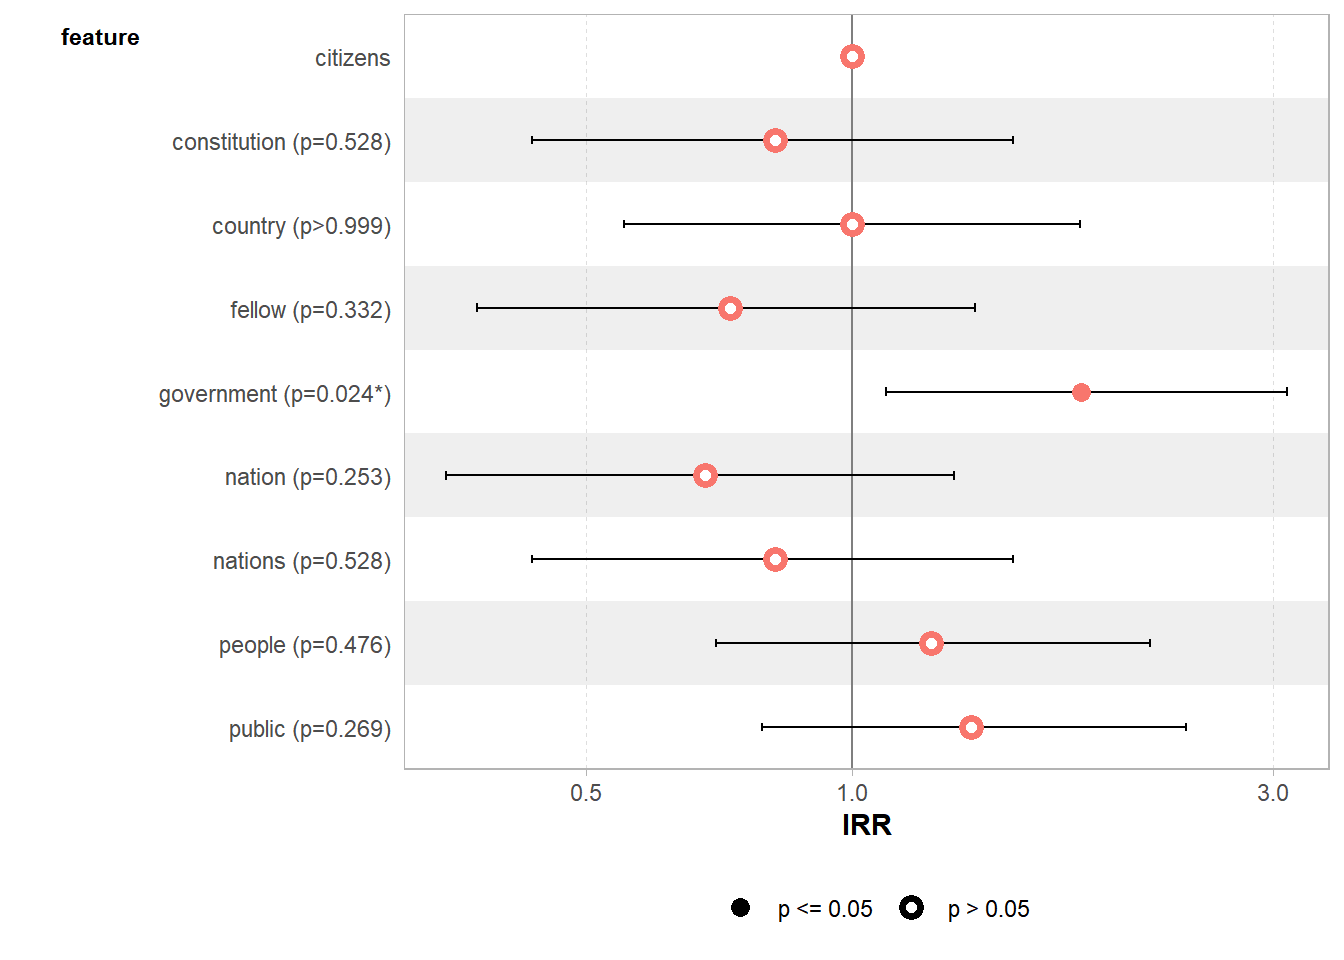 feature
citizens
constitution (p=0.528)
country (p>0.999)
fellow (p=0.332)
government (p=0.024*)
nation (p=0.253)
nations (p=0.528)
people (p=0.476)
public (p=0.269)
0.5 1.0 3.0
IRR
p <= 0.05 p > 0.05